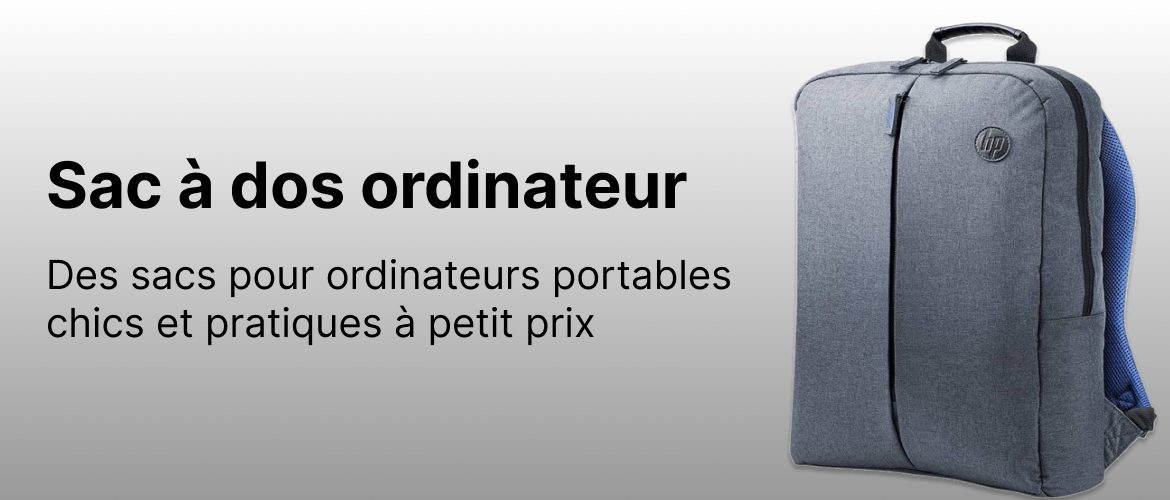 Sac à dos ordinateur
Des sacs pour ordinateurs portables
chics et pratiques à petit prix
hp